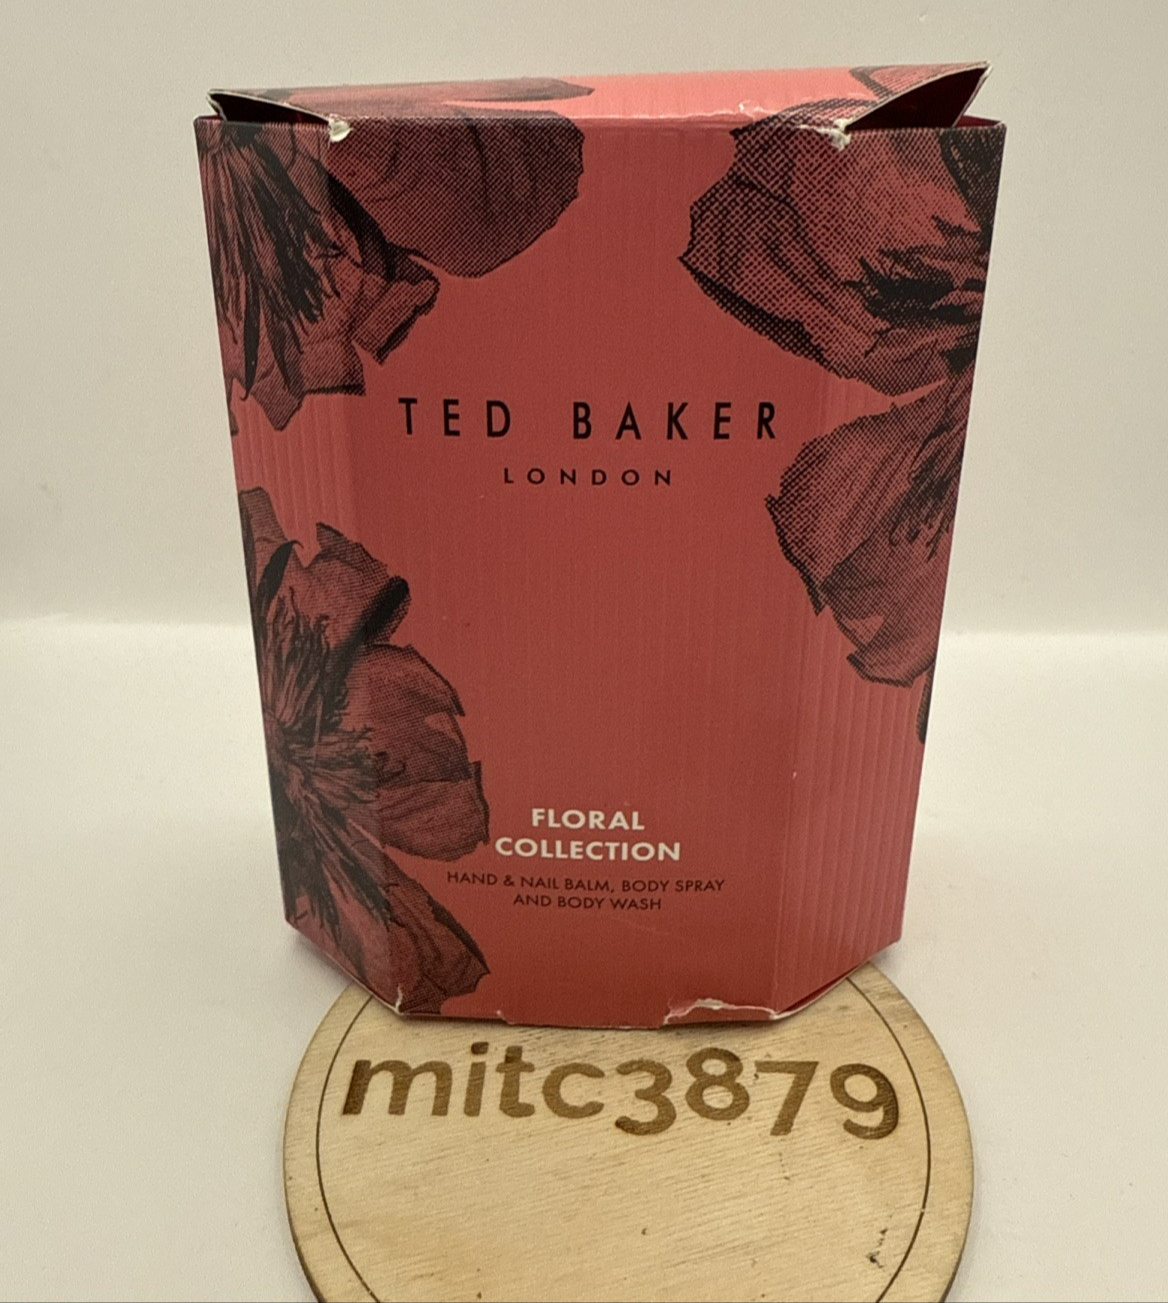 TED BAKER
LONDON
FLORAL
COLLECTION
HAND & NAIL BALM, BODY SPRAY
AND BODY WASH
mitc3879